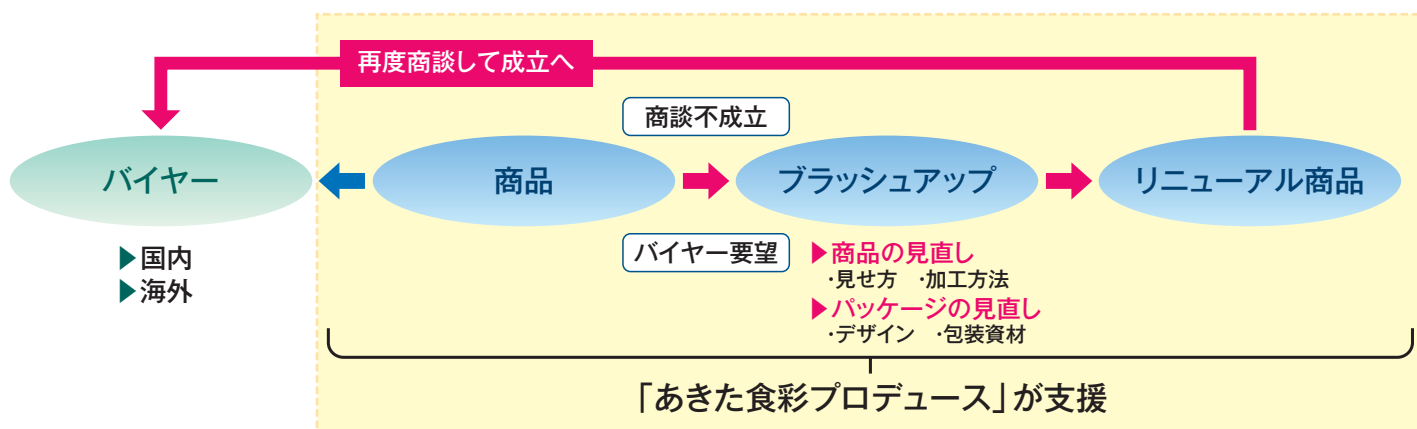 再度商談して成立へ
商談不成立
バイヤー
商品
ブラッシュアップ
リニューアル商品
バイヤー要望
▶国内
▶海外
▶商品の見直し
・見せ方 ・加工方法
▶パッケージの見直し
・デザイン ・包装資材
「あきた食彩プロデュース」が支援